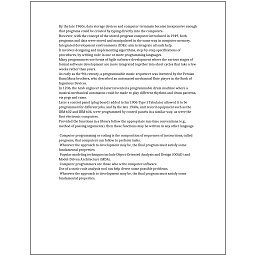 By the late 1960s, data storage devices and computer terminals became inexpensive enough
that programs could be created by typing directly into the computers.
However, with the concept of the stored-program computer introduced in 1949, both
programs and data were stored and manipulated in the same way in computer memory.
Integrated development environments (IDEs) aim to integrate all such help.
It involves designing and implementing algorithms, step-by-step specifications of
procedures, by writing code in one or more programming languages.
Many programmers use forms of Agile software development where the various stages of
formal software development are more integrated together into short cycles that take a few
weeks rather than years.
As early as the 9th century, a programmable music sequencer was invented by the Persian
Banu Musa brothers, who described an automated mechanical flute player in the Book of
Ingenious Devices.
In 1206, the Arab engineer Al-Jazari invented a programmable drum machine where a
musical mechanical automaton could be made to play different rhythms and drum patterns,
via pegs and cams.
Later a control panel (plug board) added to his 1906 Type I Tabulator allowed it to be
programmed for different jobs, and by the late 1940s, unit record equipment such as the
IBM 602 and IBM 604, were programmed by control panels in a similar way, as were the
first electronic computers.
Provided the functions in a library follow the appropriate run-time conventions (e.g.,
method of passing arguments), then these functions may be written in any other language.
Computer programming or coding is the composition of sequences of instructions, called
programs, that computers can follow to perform tasks.
Whatever the approach to development may be, the final program must satisfy some
fundamental properties.
Popular modeling techniques include Object-Oriented Analysis and Design (OOAD) and
Model-Driven Architecture (MDA).
Computer programmers are those who write computer software.
Use of a static code analysis tool can help detect some possible problems.
Whatever the approach to development may be, the final program must satisfy some
fundamental properties.